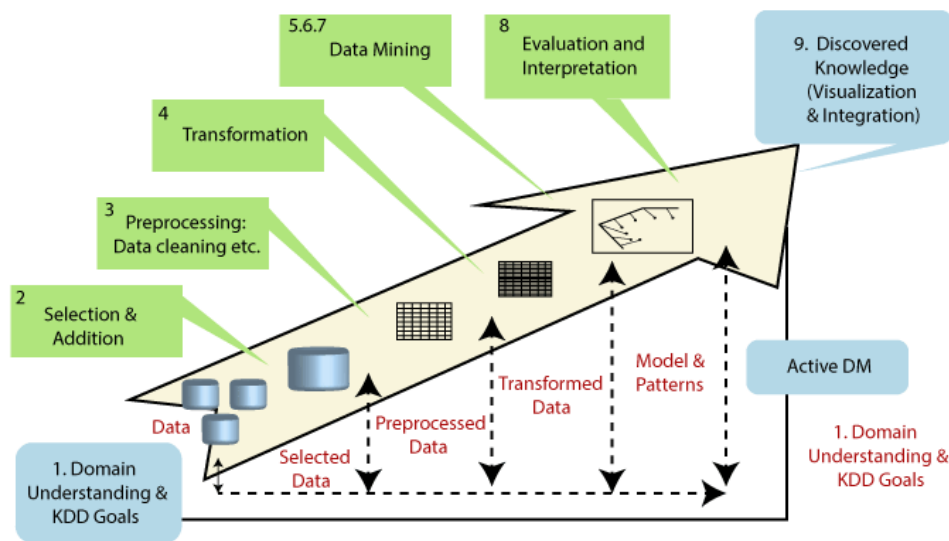 5.6.7
Data Mining
8
Evaluation and
Interpretation
9. Discovered
Knowledge
(Visualization
& Integration)
4
Transformation
3
Preprocessing:
Data cleaning etc.
2
Selection &
Addition
Data
Selected
Data
Preprocessed
Data
Transformed
Data
Model &
Patterns
Active DM
1. Domain
Understanding &
KDD Goals
1. Domain
Understanding &
KDD Goals